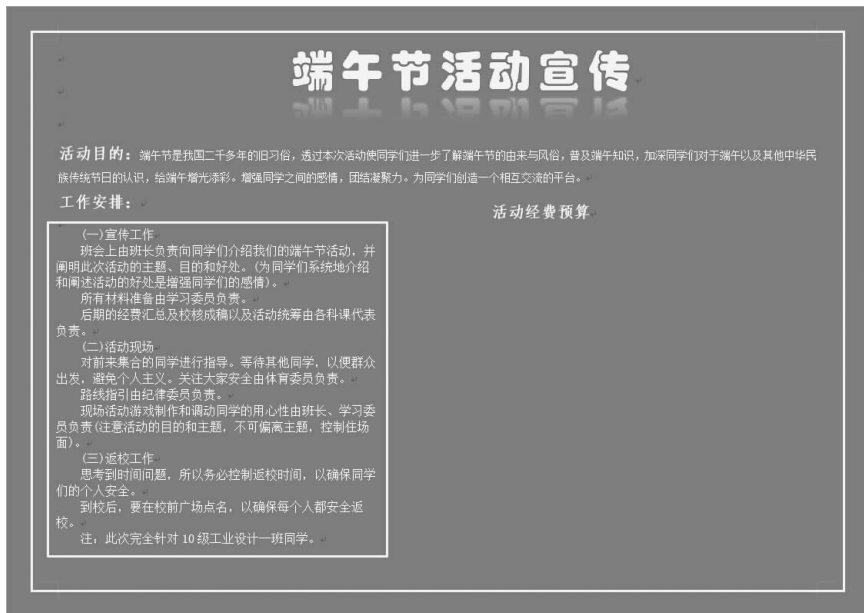 端午节活动宣传
活动目的：端午节是我国二千多年的旧习俗，透过本次活动使同学们进一步了解端午节的由来与风俗，普及端午知识，加深同学们对于端午以及其他中华民
族传统节日的认识，给端午增光添彩。增强同学之间的感情，团结凝聚力。为同学们创造一个相互交流的平台。
工作安排：
(一)宣传工作
班会上由班长负责向同学们介绍我们的端午节活动，并
阐明此次活动的主题、目的和好处。(为同学们系统地介绍
和阐述活动的好处是增强同学们的感情)。
所有材料准备由学习委员负责。
后期的经费汇总及校核成稿以及活动统筹由各科课代表
负责。
(二)活动现场
对前来集合的同学进行指导。等待其他同学，以便群众
出发，避免个人主义。关注大家安全由体育委员负责。
路线指引由纪律委员负责。
现场活动游戏制作和调动同学的用心性由班长、学习委
员负责(注意活动的目的和主题，不可偏离主题，控制住场
面)。
(三)返校工作
思考到时间问题，所以务必控制返校时间，以确保同学
们的个人安全。
到校后，要在校前广场点名，以确保每个人都安全返
校。
注：此次完全针对 10 级工业设计一班同学。
活动经费预算